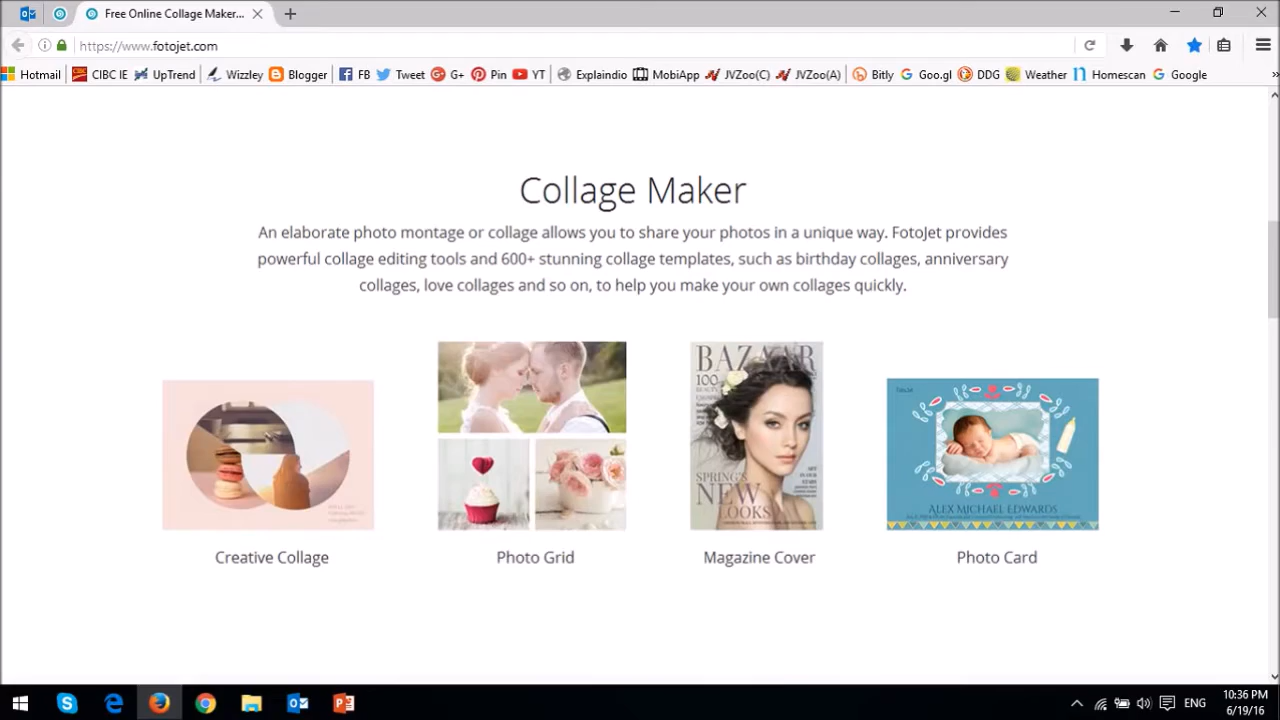 Free Online Collage Maker...
https://www.fotojet.com
Hotmail CIBC IE UpTrend Wizzley Blogger FB Tweet G+ Pin YT Explaindio MobiApp JVZoo(C) JVZoo(A) Bitly Goo.gl DDG Weather Homescan Google
Collage Maker
An elaborate photo montage or collage allows you to share your photos in a unique way. FotoJet provides
powerful collage editing tools and 600+ stunning collage templates, such as birthday collages, anniversary
collages, love collages and so on, to help you make your own collages quickly.
BAZAAR
100
SPRING'S
NEW
LOOKS
ALEX MICHAEL EDWARDS
Creative Collage
Photo Grid
Magazine Cover
Photo Card
ENG
10:36 PM
6/19/16